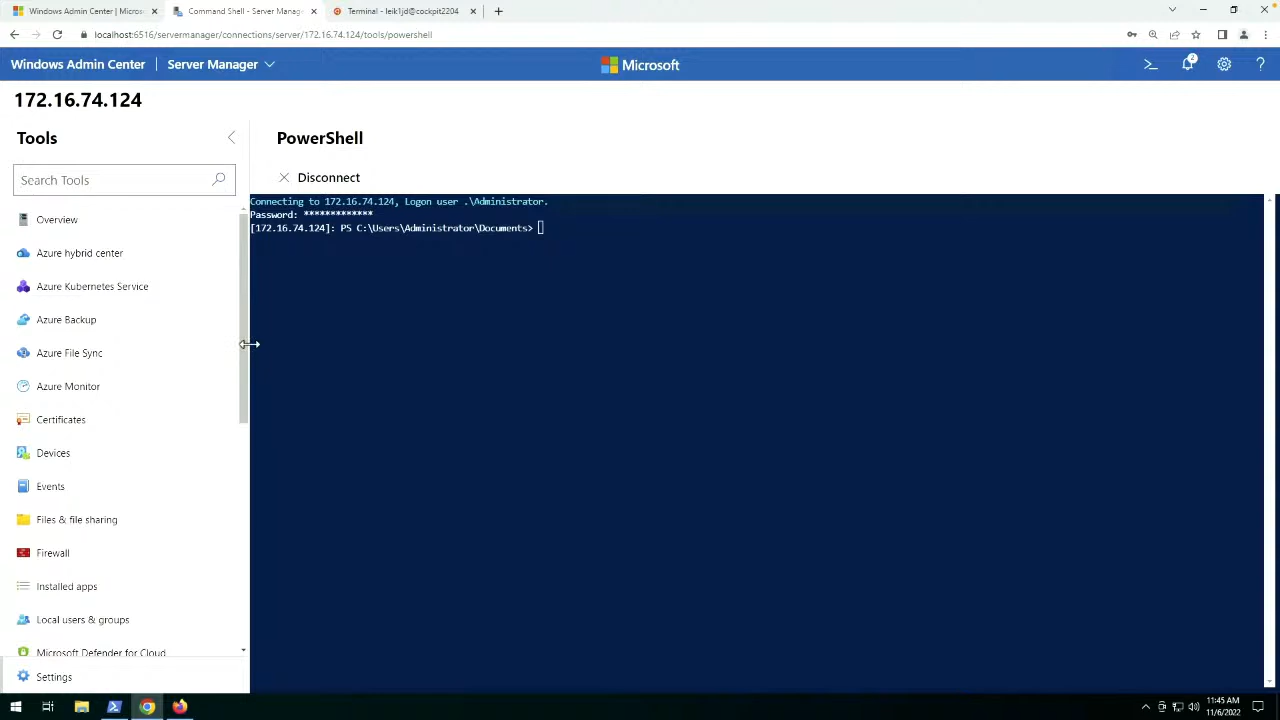 Windows Admin Center | Micros
Command Shell - Server Manag
Terminal - leik1jd@cockpit2204
localhost:6516/servermanager/connections/server/172.16.74.124/tools/powershell
Windows Admin Center | Server Manager
Microsoft
2
172.16.74.124
Tools
PowerShell
Search Tools
Disconnect
Connecting to 172.16.74.124, Logon user .\Administrator.
Password: *************
[172.16.74.124]: PS C:\Users\Administrator\Documents>
Overview
Azure hybrid center
Azure Kubernetes Service
Azure Backup
Azure File Sync
Azure Monitor
Certificates
Devices
Events
Files & file sharing
Firewall
Installed apps
Local users & groups
Microsoft Defender for Cloud
Settings
11:45 AM
11/6/2022